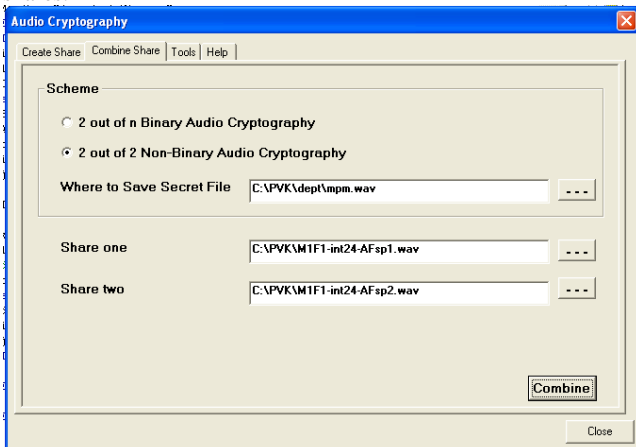 Audio Cryptography
Create Share Combine Share Tools Help
Scheme
2 out of n Binary Audio Cryptography
2 out of 2 Non-Binary Audio Cryptography
Where to Save Secret File C:\PVK\dept\mpm.wav ---
Share one C:\PVK\M1F1-int24-AFsp1.wav ---
Share two C:\PVK\M1F1-int24-AFsp2.wav ---
Combine
Close